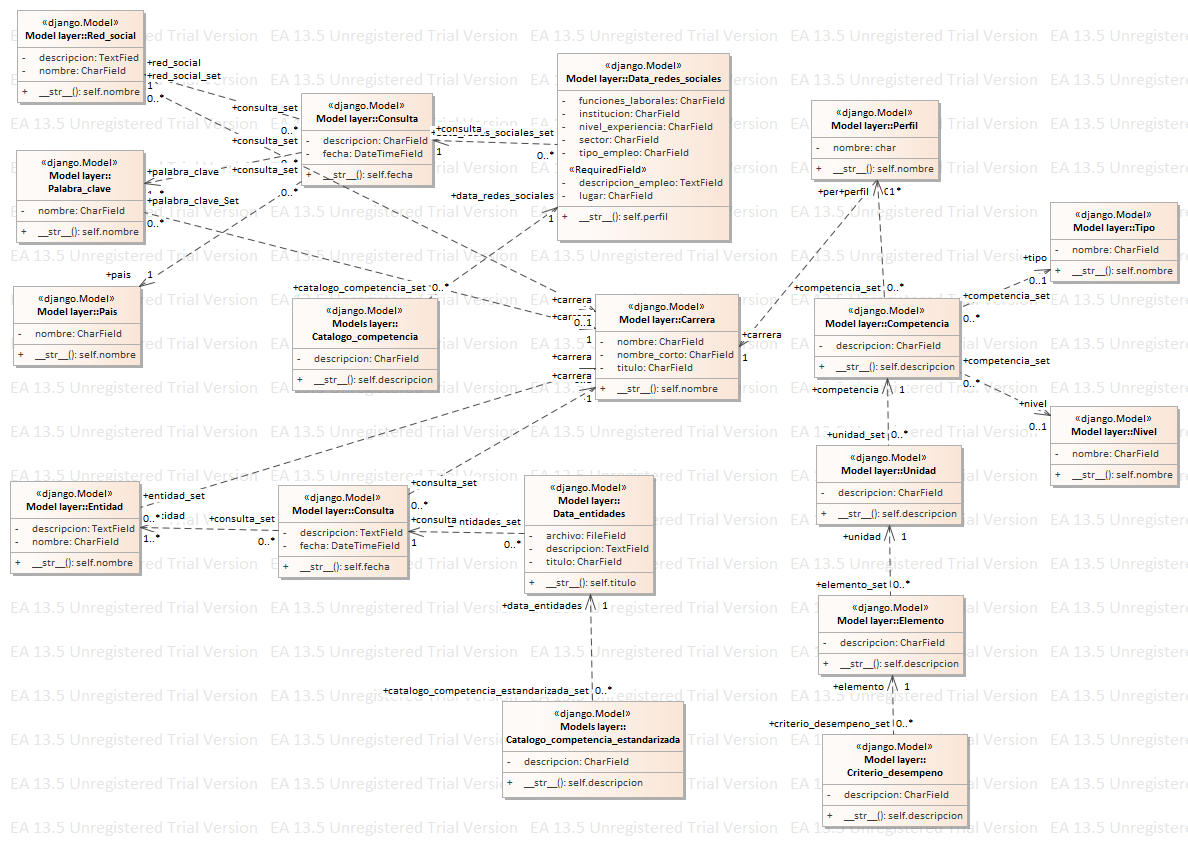 «django.Model»
Model layer::Red_social
- descripcion: TextField
- nombre: CharField
+ __str__(): self.nombre
+red_social
+red_social_set
1
0..*
+consulta_set
0..*
+consulta_set
0..*
+consulta_set
..0..*
«django.Model»
Model layer::Consulta
- descripcion: CharField
- fecha: DateTimeField
+ __str__(): self.fecha
+consulta
1
s_sociales_set
0..*
«django.Model»
Model layer::Data_redes_sociales
- funciones_laborales: CharField
- institucion: CharField
- nivel_experiencia: CharField
- sector: CharField
- tipo_empleo: CharField
«RequiredField»
- descripcion_empleo: TextField
- lugar: CharField
+ __str__(): self.perfil
+data_redes_sociales
1
«django.Model»
Model layer::Perfil
- nombre: char
+ __str__(): self.nombre
+per+perfil
C1*
«django.Model»
Model layer::
Palabra_clave
- nombre: CharField
+ __str__(): self.nombre
+palabra_clave
1..*
+palabra_clave_Set
0..*
«django.Model»
Model layer::Tipo
- nombre: CharField
+ __str__(): self.nombre
+tipo
0..1
+pais
1
«django.Model»
Model layer::Pais
- nombre: CharField
+ __str__(): self.nombre
+catalogo_competencia_set
0..*
«django.Model»
Models layer::
Catalogo_competencia
- descripcion: CharField
+ __str__(): self.descripcion
+carrera
0..1
1
+carrera
+carrera
1
«django.Model»
Model layer::Carrera
- nombre: CharField
- nombre_corto: CharField
- titulo: CharField
+ __str__(): self.nombre
+carrera
1
+competencia_set
0..*
«django.Model»
Model layer::Competencia
- descripcion: CharField
+ __str__(): self.descripcion
+competencia_set
0..*
+competencia_set
0..*
+competencia
1
+nivel
0..1
«django.Model»
Model layer::Nivel
- nombre: CharField
+ __str__(): self.nombre
+unidad_set
0..*
«django.Model»
Model layer::Unidad
- descripcion: CharField
+ __str__(): self.descripcion
+unidad
1
«django.Model»
Model layer::Entidad
- descripcion: TextField
- nombre: CharField
+ __str__(): self.nombre
+entidad_set
0..*
idad
1..*
+consulta_set
0..*
«django.Model»
Model layer::Consulta
- descripcion: TextField
- fecha: DateTimeField
+ __str__(): self.fecha
+consulta_set
0..*
+consulta
1
ntidades_set
0..*
«django.Model»
Model layer::
Data_entidades
- archivo: FileField
- descripcion: TextField
- titulo: CharField
+ __str__(): self.titulo
+data_entidades
1
+elemento_set
0..*
«django.Model»
Model layer::Elemento
- descripcion: CharField
+ __str__(): self.descripcion
+elemento
1
+catalogo_competencia_estandarizada_set
0..*
«django.Model»
Models layer::
Catalogo_competencia_estandarizada
- descripcion: CharField
+ __str__(): self.descripcion
+criterio_desempeno_set
0..*
«django.Model»
Model layer::
Criterio_desempeno
- descripcion: CharField
+ __str__(): self.descripcion
EA 13.5 Unregistered Trial Version